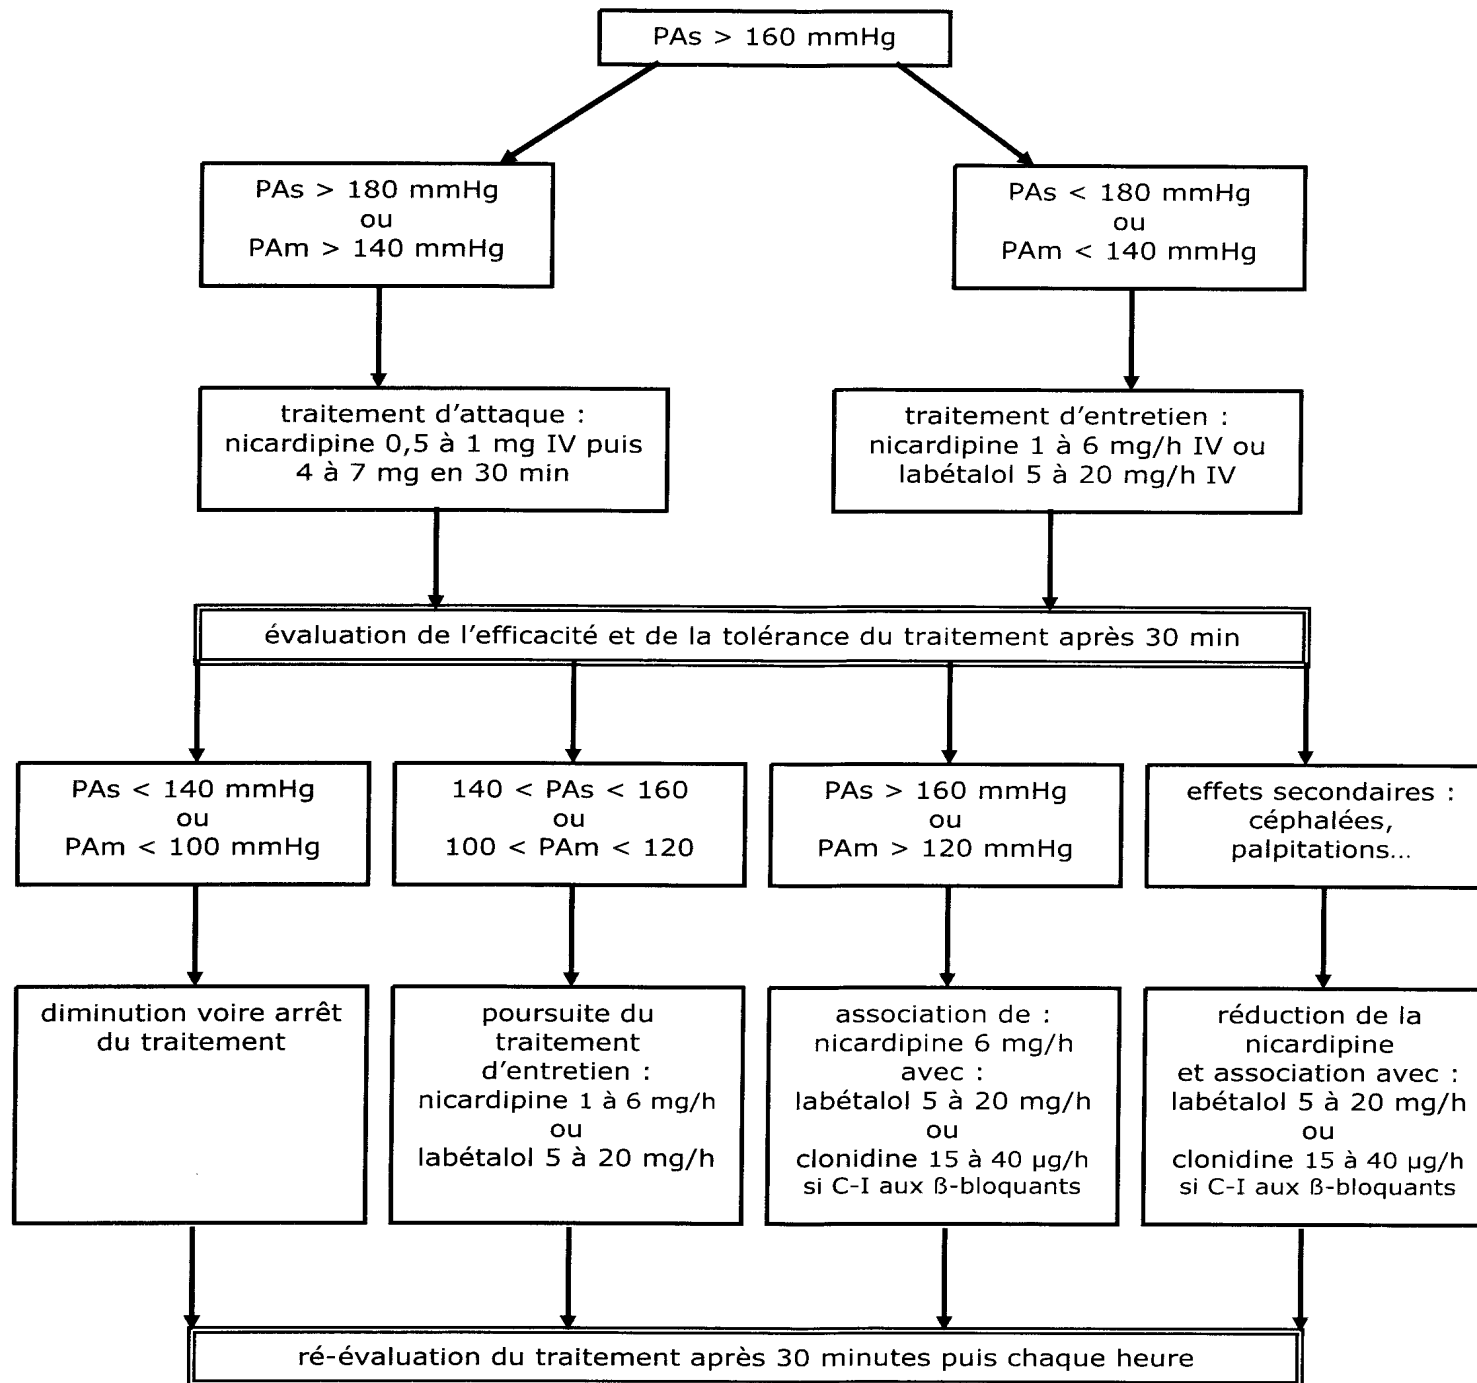 PAs > 160 mmHg
PAs > 180 mmHg
ou
PAm > 140 mmHg
PAs < 180 mmHg
ou
PAm < 140 mmHg
traitement d'attaque :
nicardipine 0,5 à 1 mg IV puis
4 à 7 mg en 30 min
traitement d'entretien :
nicardipine 1 à 6 mg/h IV ou
labétalol 5 à 20 mg/h IV
évaluation de l'efficacité et de la tolérance du traitement après 30 min
PAs < 140 mmHg
ou
PAm < 100 mmHg
140 < PAs < 160
ou
100 < PAm < 120
PAs > 160 mmHg
ou
PAm > 120 mmHg
effets secondaires :
céphalées,
palpitations...
diminution voire arrêt
du traitement
poursuite du
traitement
d'entretien :
nicardipine 1 à 6 mg/h
ou
labétalol 5 à 20 mg/h
association de :
nicardipine 6 mg/h
avec :
labétalol 5 à 20 mg/h
ou
clonidine 15 à 40 µg/h
si C-I aux ß-bloquants
réduction de la
nicardipine
et association avec :
labétalol 5 à 20 mg/h
ou
clonidine 15 à 40 µg/h
si C-I aux ß-bloquants
ré-évaluation du traitement après 30 minutes puis chaque heure